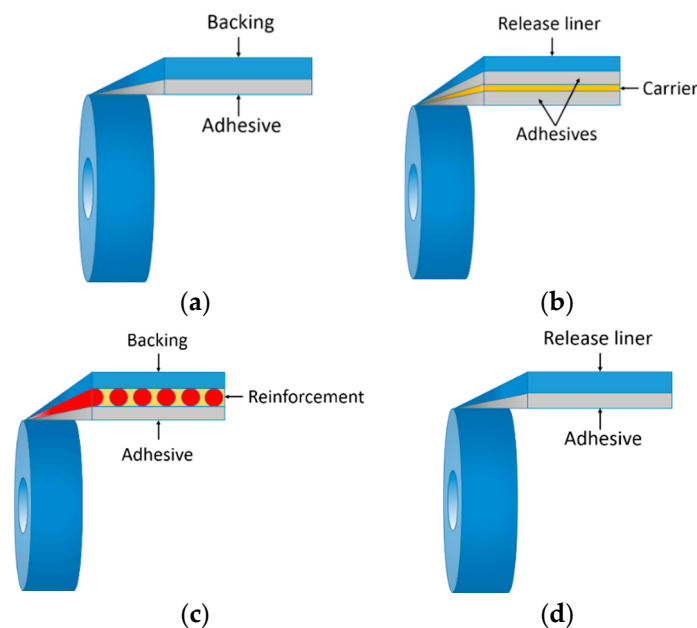 Backing
Adhesive
(a)
Release liner
Carrier
Adhesives
(b)
Backing
Reinforcement
Adhesive
(c)
Release liner
Adhesive
(d)